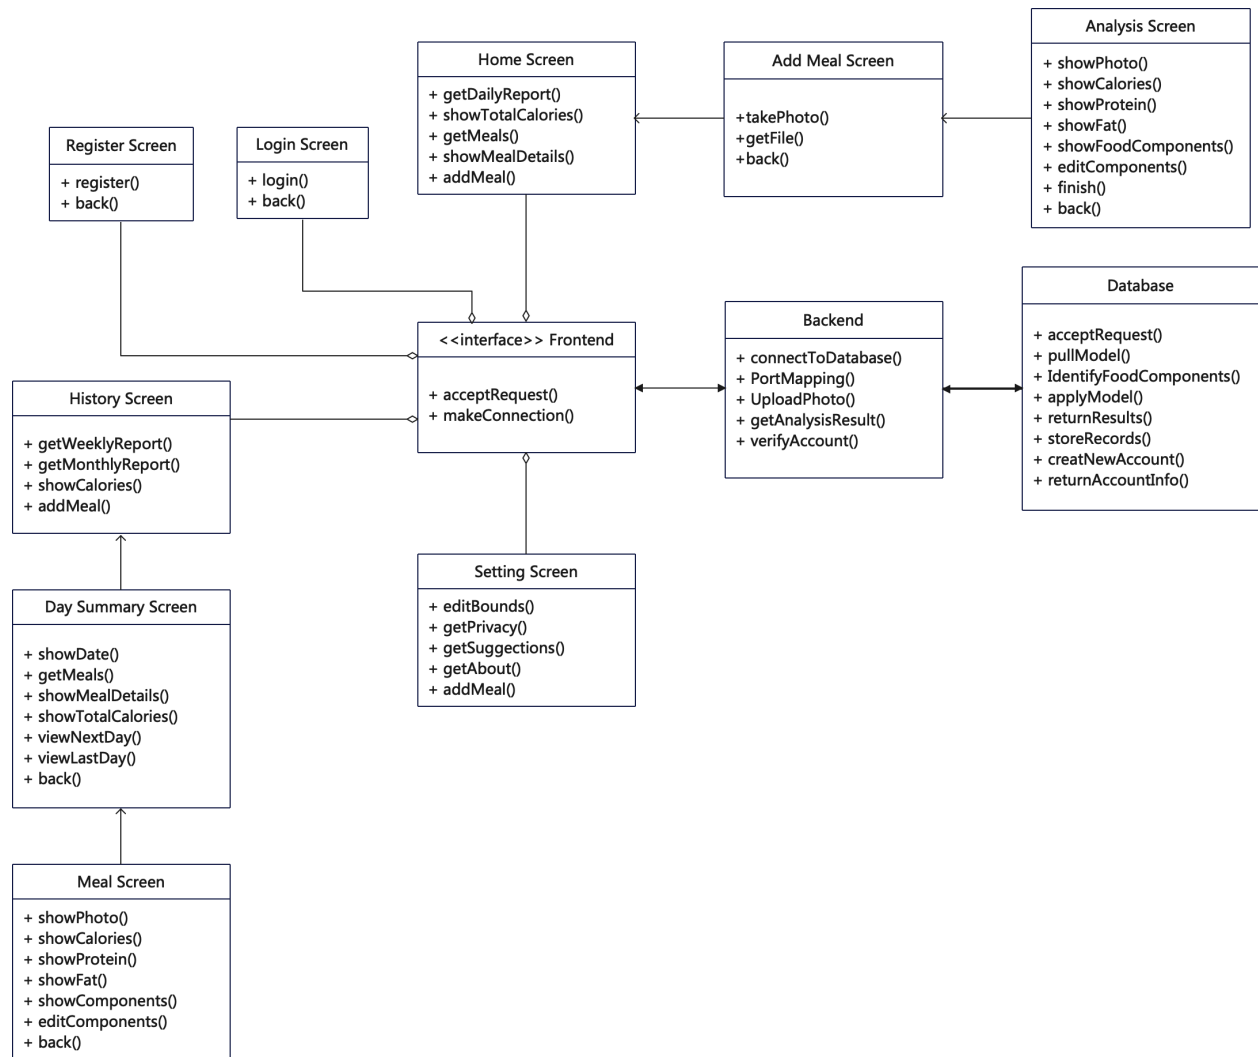 Analysis Screen
+ showPhoto()
+ showCalories()
+ showProtein()
+ showFat()
+ showFoodComponents()
+ editComponents()
+ finish()
+ back()
Home Screen
+ getDailyReport()
+ showTotalCalories()
+ getMeals()
+ showMealDetails()
+ addMeal()
Add Meal Screen
+takePhoto()
+getFile()
+back()
Register Screen
+ register()
+ back()
Login Screen
+ login()
+ back()
Database
+ acceptRequest()
+ pullModel()
+ IdentifyFoodComponents()
+ applyModel()
+ returnResults()
+ storeRecords()
+ creatNewAccount()
+ returnAccountInfo()
Backend
+ connectToDatabase()
+ PortMapping()
+ UploadPhoto()
+ getAnalysisResult()
+ verifyAccount()
<<interface>> Frontend
+ acceptRequest()
+ makeConnection()
History Screen
+ getWeeklyReport()
+ getMonthlyReport()
+ showCalories()
+ addMeal()
Setting Screen
+ editBounds()
+ getPrivacy()
+ getSuggections()
+ getAbout()
+ addMeal()
Day Summary Screen
+ showDate()
+ getMeals()
+ showMealDetails()
+ showTotalCalories()
+ viewNextDay()
+ viewLastDay()
+ back()
Meal Screen
+ showPhoto()
+ showCalories()
+ showProtein()
+ showFat()
+ showComponents()
+ editComponents()
+ back()